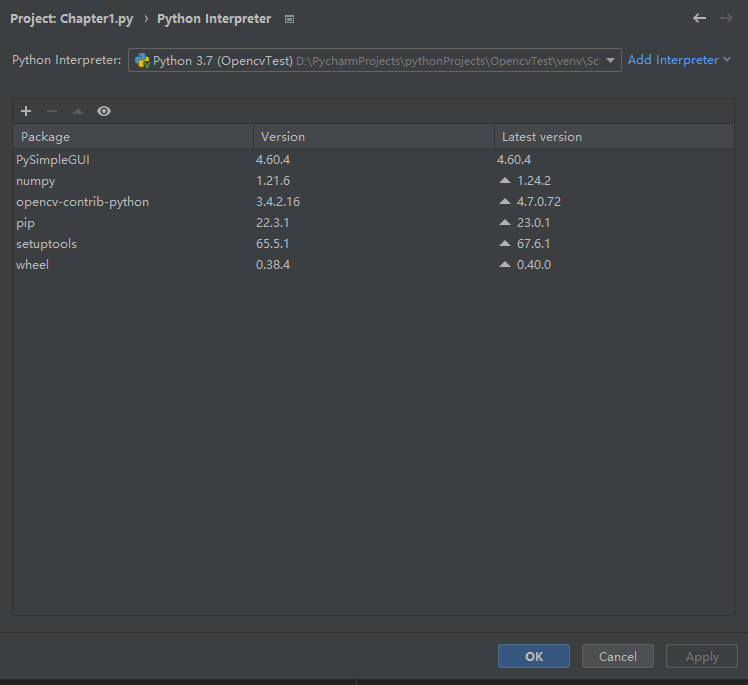 Project: Chapter1.py › Python Interpreter
Python Interpreter: Python 3.7 (OpencvTest) D:\PycharmProjects\pythonProjects\OpencvTest\venv\Sc Add Interpreter
Package Version Latest version
PySimpleGUI 4.60.4 4.60.4
numpy 1.21.6 1.24.2
opencv-contrib-python 3.4.2.16 4.7.0.72
pip 22.3.1 23.0.1
setuptools 65.5.1 67.6.1
wheel 0.38.4 0.40.0
OK Cancel Apply